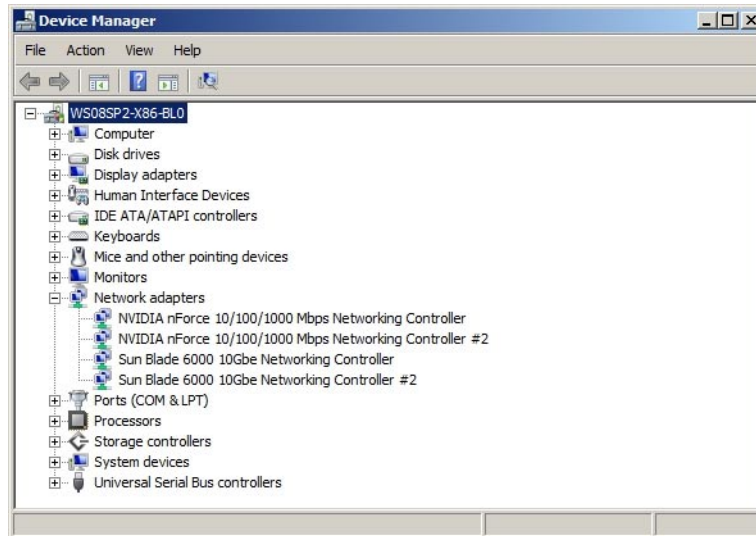 Device Manager
File Action View Help
WS08SP2-X86-BL0
Computer
Disk drives
Display adapters
Human Interface Devices
IDE ATA/ATAPI controllers
Keyboards
Mice and other pointing devices
Monitors
Network adapters
NVIDIA nForce 10/100/1000 Mbps Networking Controller
NVIDIA nForce 10/100/1000 Mbps Networking Controller #2
Sun Blade 6000 10Gbe Networking Controller
Sun Blade 6000 10Gbe Networking Controller #2
Ports (COM & LPT)
Processors
Storage controllers
System devices
Universal Serial Bus controllers